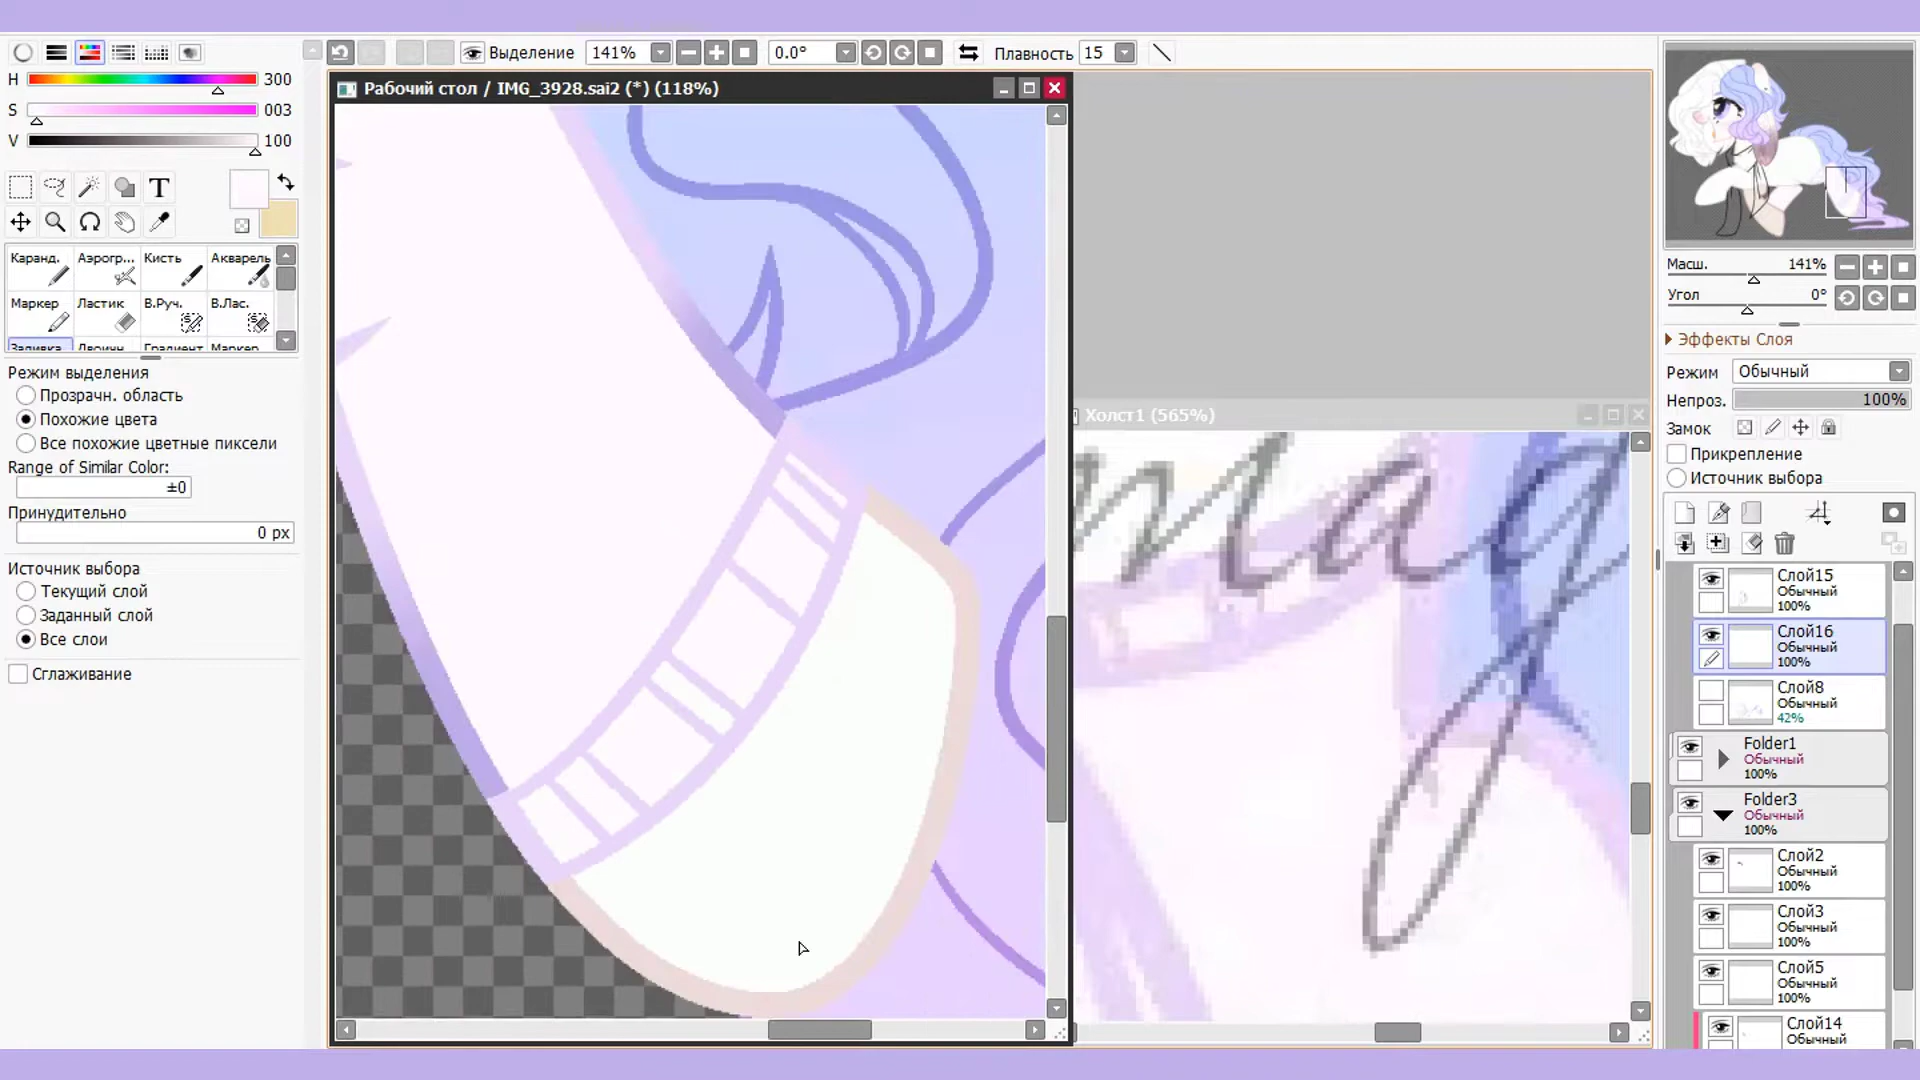 H 300
S 003
V 100
Выделение 141% 0.0° Плавность 15
Рабочий стол / IMG_3928.sai2 (*) (118%)
T
Каранд. Аэрогр... Кисть Акварель
Маркер Ластик В.Руч. В.Лас.
Заливка Двоичн. Градиент Маркер
Режим выделения
Прозрачн. область
Похожие цвета
Все похожие цветные пиксели
Range of Similar Color:
±0
Принудительно
0 px
Источник выбора
Текущий слой
Заданный слой
Все слои
Сглаживание
Холст1 (565%)
Масш. 141%
Угол 0°
Эффекты Слоя
Режим Обычный
Непроз. 100%
Замок
Прикрепление
Источник выбора
Слой15
Обычный
100%
Слой16
Обычный
100%
Слой8
Обычный
42%
Folder1
Обычный
100%
Folder3
Обычный
100%
Слой2
Обычный
100%
Слой3
Обычный
100%
Слой5
Обычный
100%
Слой14
Обычный